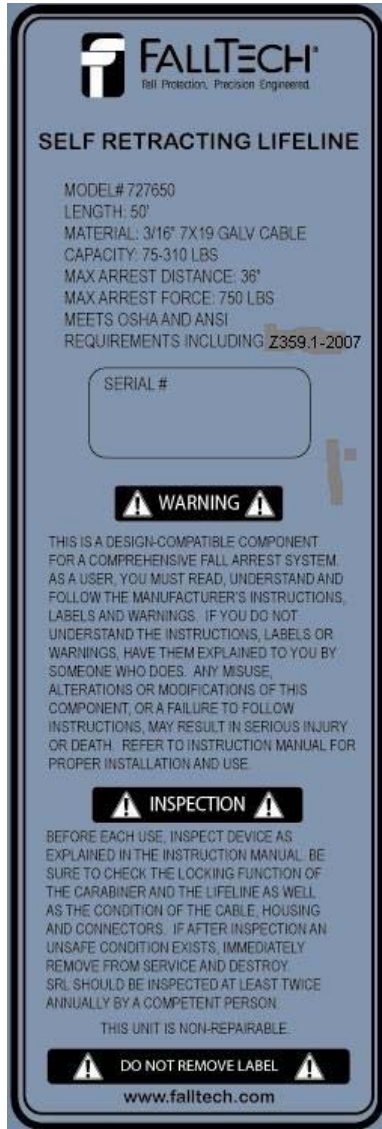 FALLTECH®
Fall Protection, Precision Engineered.
SELF RETRACTING LIFELINE
MODEL# 727650
LENGTH: 50'
MATERIAL: 3/16" 7X19 GALV CABLE
CAPACITY: 75-310 LBS
MAX ARREST DISTANCE: 36"
MAX ARREST FORCE: 750 LBS
MEETS OSHA AND ANSI
REQUIREMENTS INCLUDING Z359.1-2007
SERIAL #
WARNING
THIS IS A DESIGN-COMPATIBLE COMPONENT
FOR A COMPREHENSIVE FALL ARREST SYSTEM.
AS A USER, YOU MUST READ, UNDERSTAND AND
FOLLOW THE MANUFACTURER'S INSTRUCTIONS,
LABELS AND WARNINGS. IF YOU DO NOT
UNDERSTAND THE INSTRUCTIONS, LABELS OR
WARNINGS, HAVE THEM EXPLAINED TO YOU BY
SOMEONE WHO DOES. ANY MISUSE,
ALTERATIONS OR MODIFICATIONS OF THIS
COMPONENT, OR A FAILURE TO FOLLOW
INSTRUCTIONS, MAY RESULT IN SERIOUS INJURY
OR DEATH. REFER TO INSTRUCTION MANUAL FOR
PROPER INSTALLATION AND USE.
INSPECTION
BEFORE EACH USE, INSPECT DEVICE AS
EXPLAINED IN THE INSTRUCTION MANUAL. BE
SURE TO CHECK THE LOCKING FUNCTION OF
THE CARABINER AND THE LIFELINE AS WELL
AS THE CONDITION OF THE CABLE, HOUSING
AND CONNECTORS. IF AFTER INSPECTION AN
UNSAFE CONDITION EXISTS, IMMEDIATELY
REMOVE FROM SERVICE AND DESTROY.
SRL SHOULD BE INSPECTED AT LEAST TWICE
ANNUALLY BY A COMPETENT PERSON.
THIS UNIT IS NON-REPAIRABLE.
DO NOT REMOVE LABEL
www.falltech.com